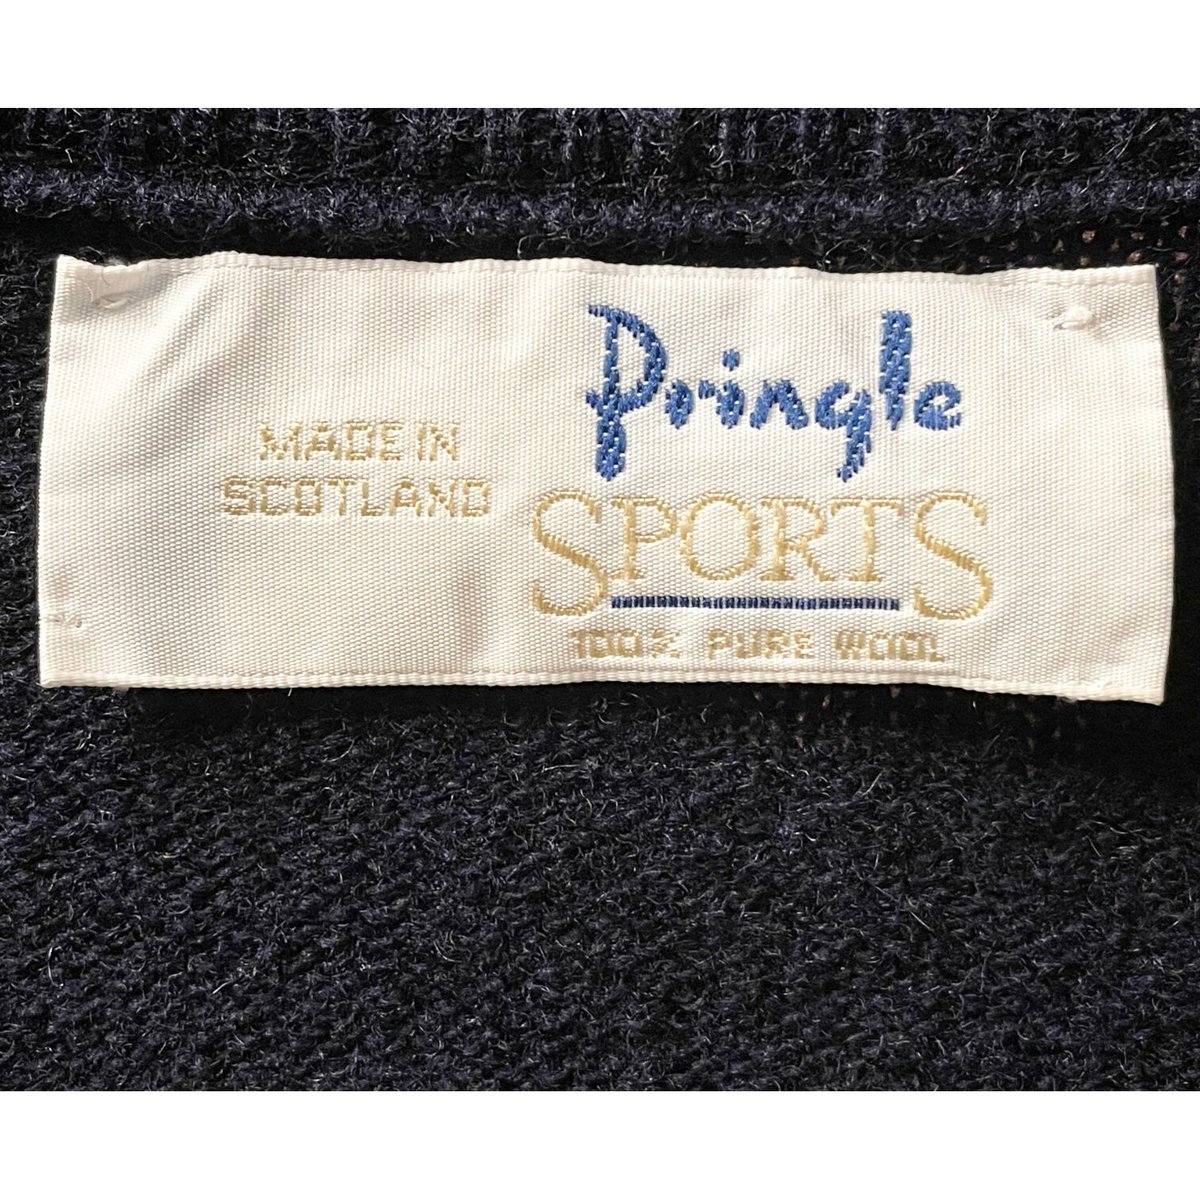 MADE IN
SCOTLAND
Pringle
SPORTS
100% PURE WOOL